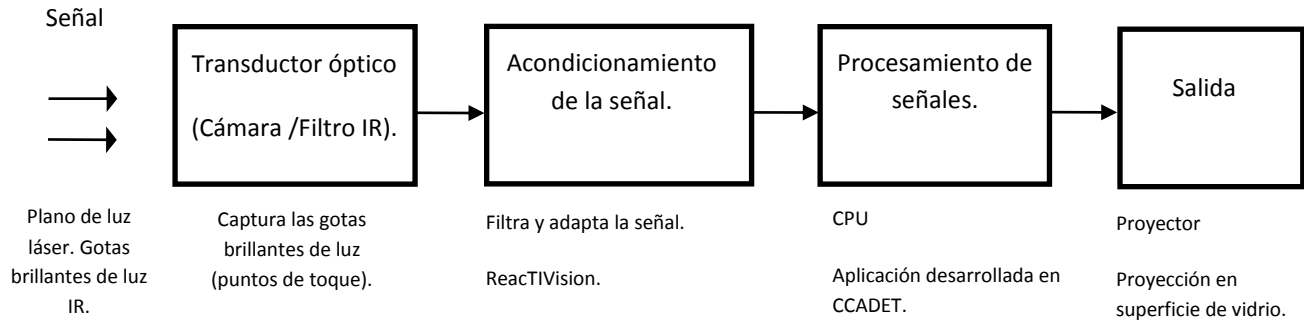 Señal
Transductor óptico
(Cámara /Filtro IR).
Acondicionamiento
de la señal.
Procesamiento de
señales.
Salida
Plano de luz
láser. Gotas
brillantes de luz
IR.
Captura las gotas
brillantes de luz
(puntos de toque).
Filtra y adapta la señal.
ReacTIVision.
CPU
Aplicación desarrollada en
CCADET.
Proyector
Proyección en
superficie de vidrio.